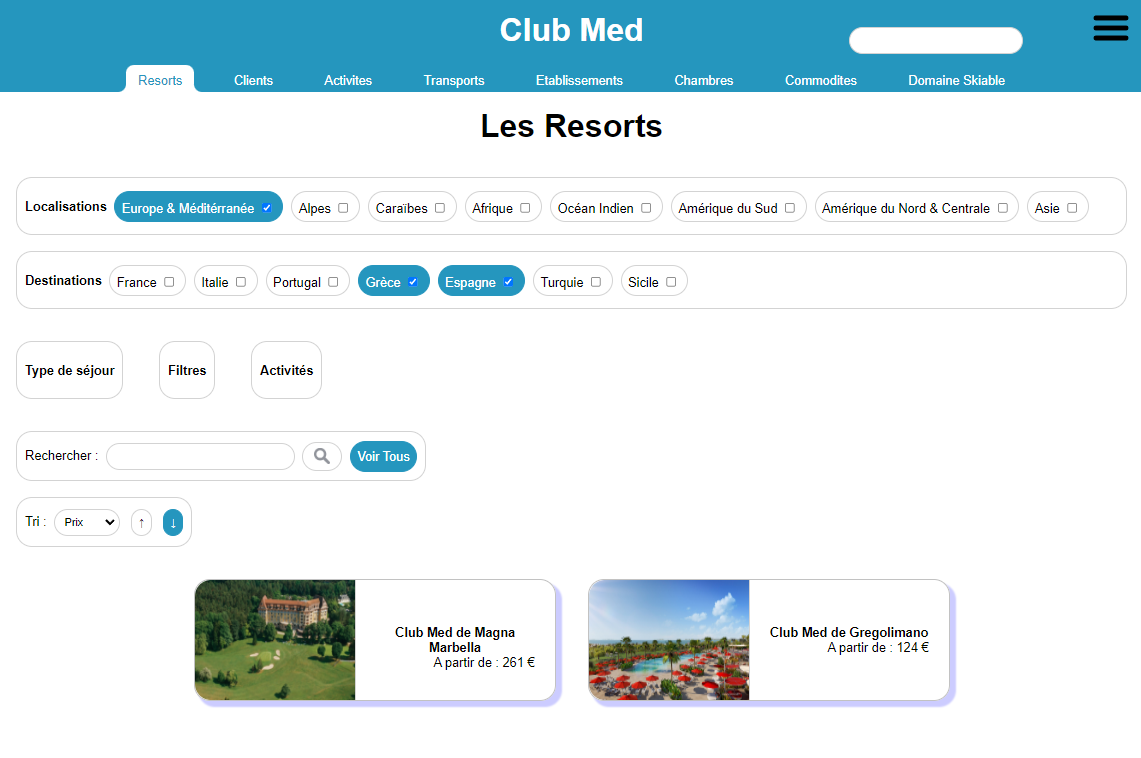 Club Med
Resorts Clients Activites Transports Etablissements Chambres Commodites Domaine Skiable
Les Resorts
Localisations Europe & Méditérranée Alpes Caraïbes Afrique Océan Indien Amérique du Sud Amérique du Nord & Centrale Asie
Destinations France Italie Portugal Grèce Espagne Turquie Sicile
Type de séjour Filtres Activités
Rechercher : Voir Tous
Tri : Prix ↑ ↓
Club Med de Magna
Marbella
A partir de : 261 €
Club Med de Gregolimano
A partir de : 124 €